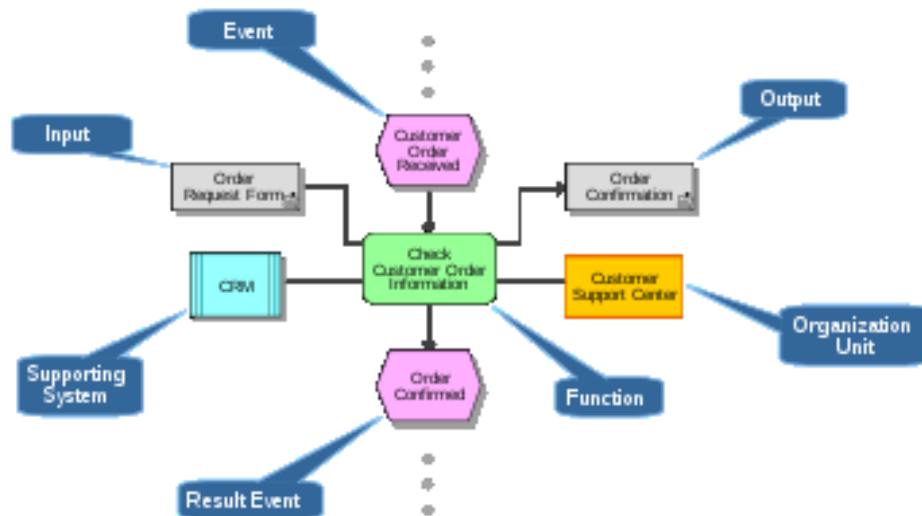 Event
Customer
Order
Received
Output
Input
Order
Request Form
Order
Confirmation
Check
Customer Order
Information
CRM
Customer
Support Center
Organization
Unit
Supporting
System
Order
Confirmed
Function
Result Event